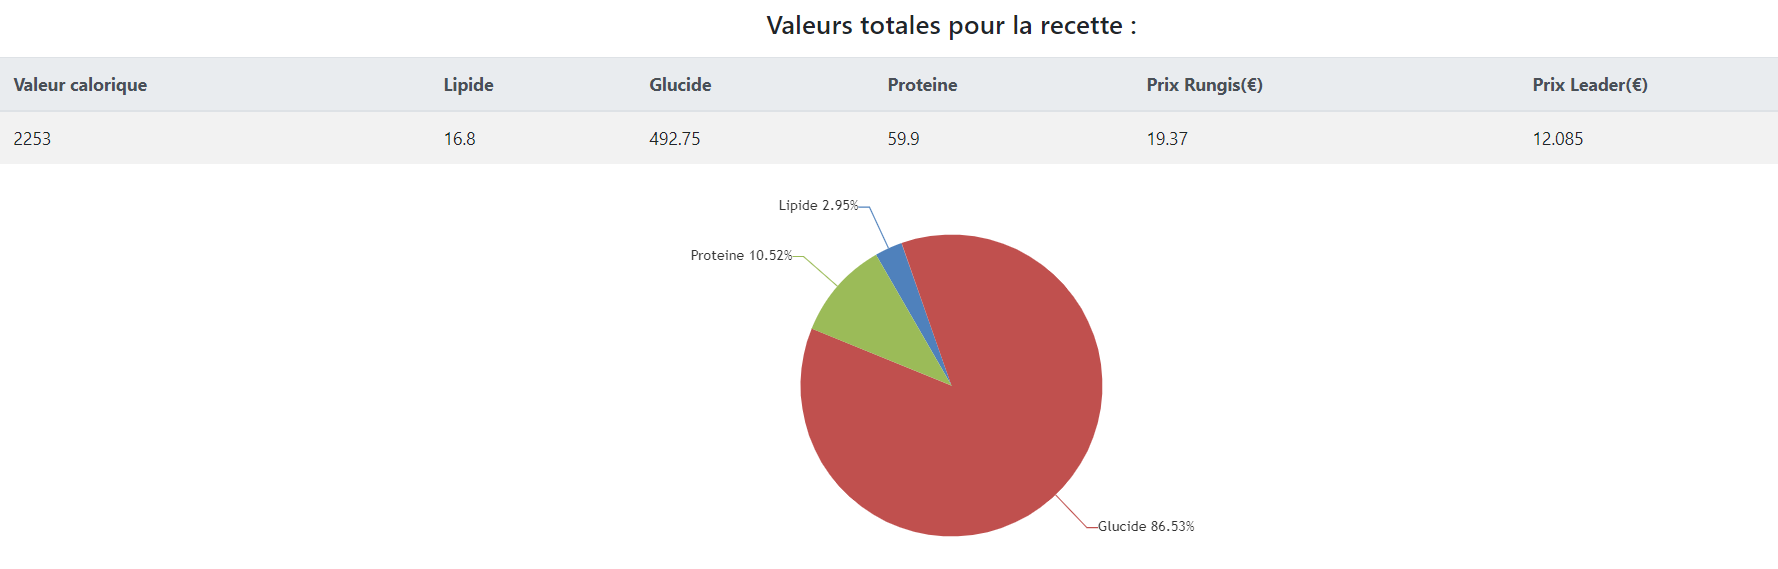 Valeurs totales pour la recette :
Valeur calorique Lipide Glucide Proteine Prix Rungis(€) Prix Leader(€)
2253 16.8 492.75 59.9 19.37 12.085
Lipide 2.95%
Proteine 10.52%
Glucide 86.53%